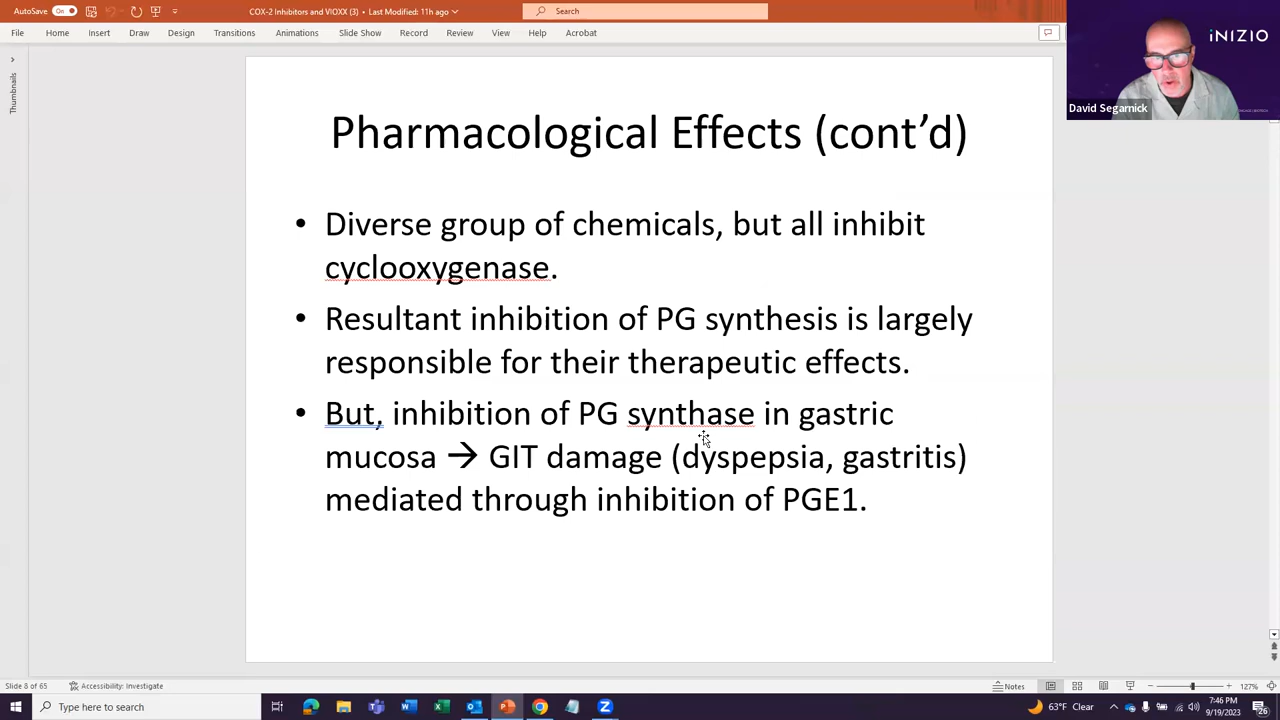 AutoSave
On
COX-2 Inhibitors and VIOXX (3) • Last Modified: 11h ago
Search
File Home Insert Draw Design Transitions Animations Slide Show Record Review View Help Acrobat
iNIZIO
David Segarnick
Thumbnails
Pharmacological Effects (cont’d)
• Diverse group of chemicals, but all inhibit
cyclooxygenase.
• Resultant inhibition of PG synthesis is largely
responsible for their therapeutic effects.
• But, inhibition of PG synthase in gastric
mucosa → GIT damage (dyspepsia, gastritis)
mediated through inhibition of PGE1.
Slide 8 of 65
Accessibility: Investigate
Notes
127%
Type here to search
63°F Clear
7:46 PM
9/19/2023
26